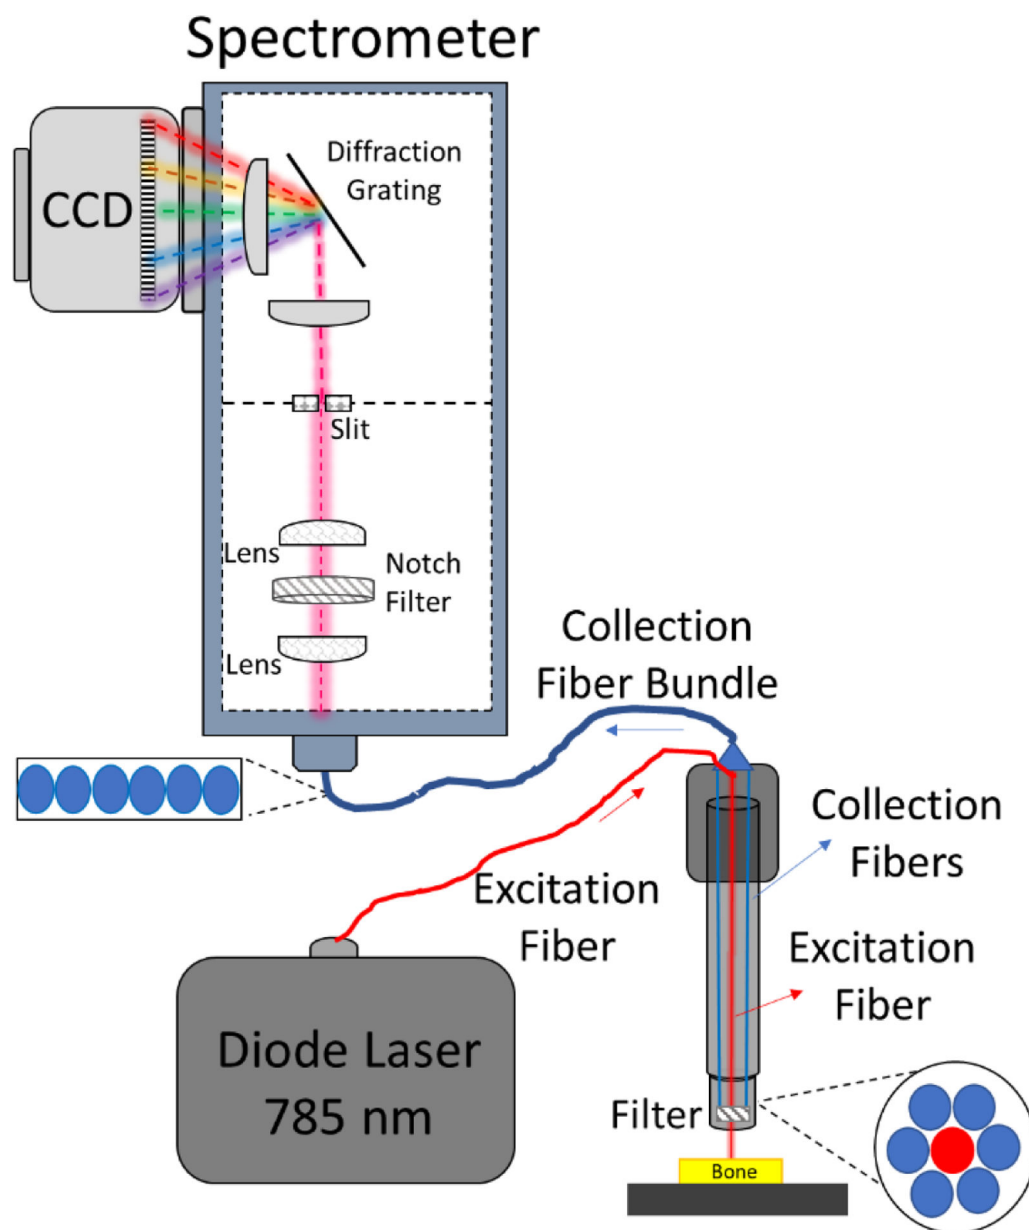 Spectrometer
CCD
Diffraction
Grating
Slit
Lens
Notch
Filter
Lens
Collection
Fiber Bundle
Collection
Fibers
Excitation
Fiber
Excitation
Fiber
Diode Laser
785 nm
Filter
Bone